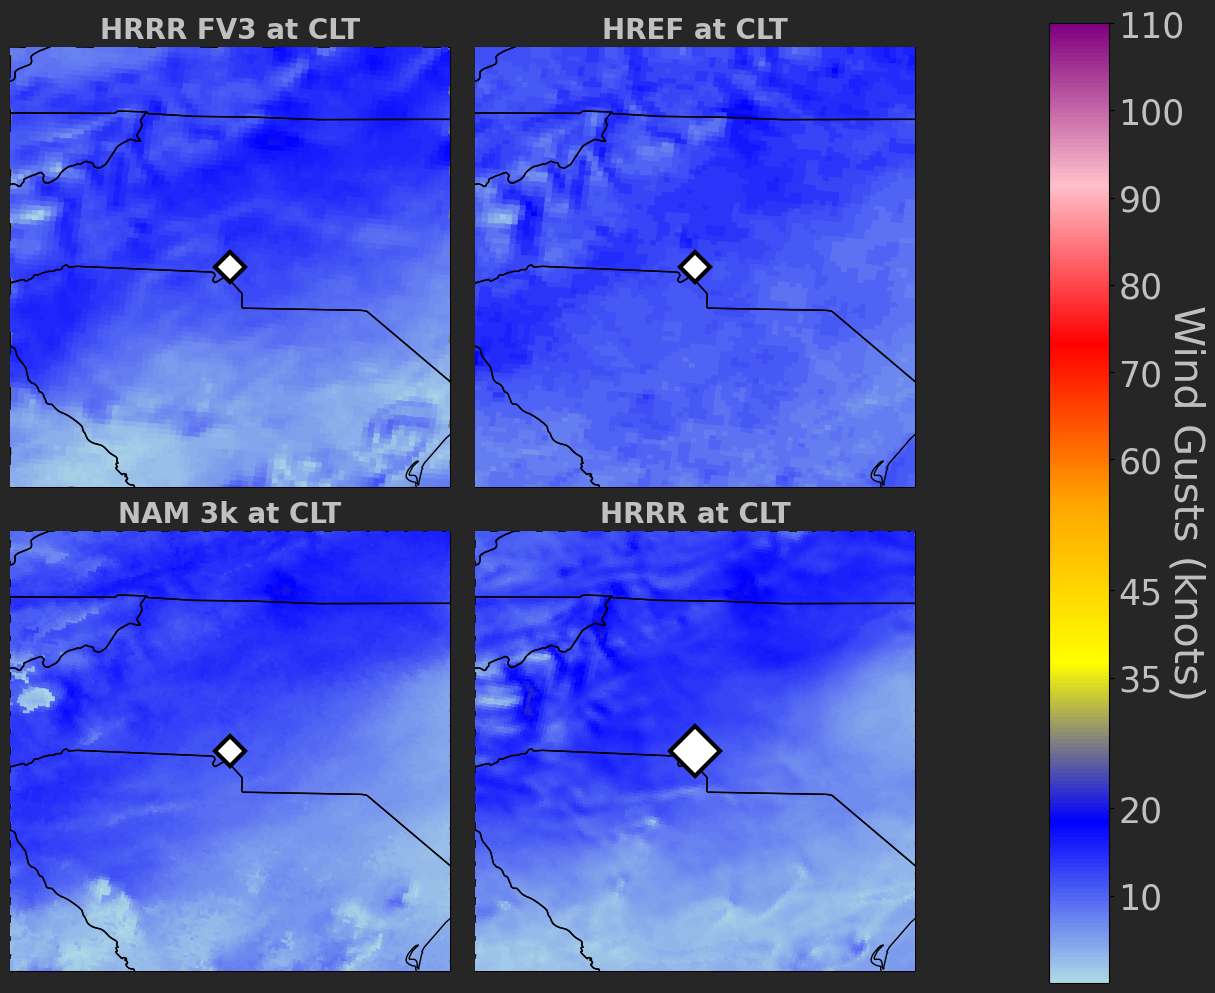 HRRR FV3 at CLT
HREF at CLT
NAM 3k at CLT
HRRR at CLT
110
100
90
80
70
60
45
35
20
10
Wind Gusts (knots)